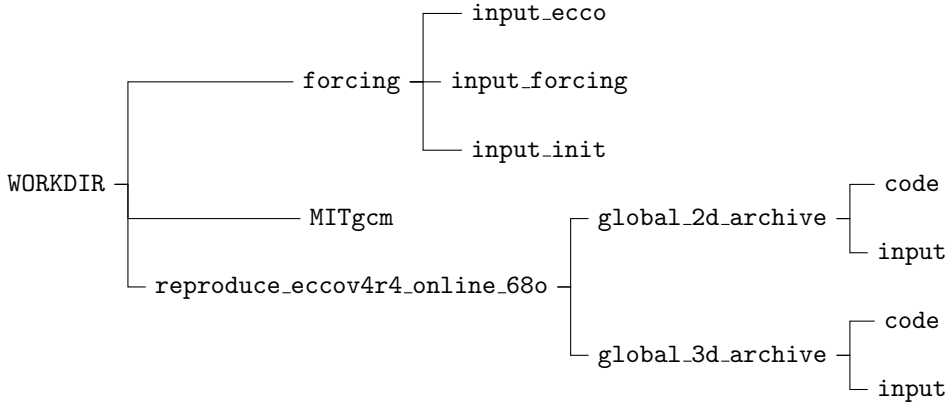 input_ecco
forcing
input_forcing
input_init
WORKDIR
code
MITgcm
global_2d_archive
input
reproduce_eccov4r4_online_68o
code
global_3d_archive
input